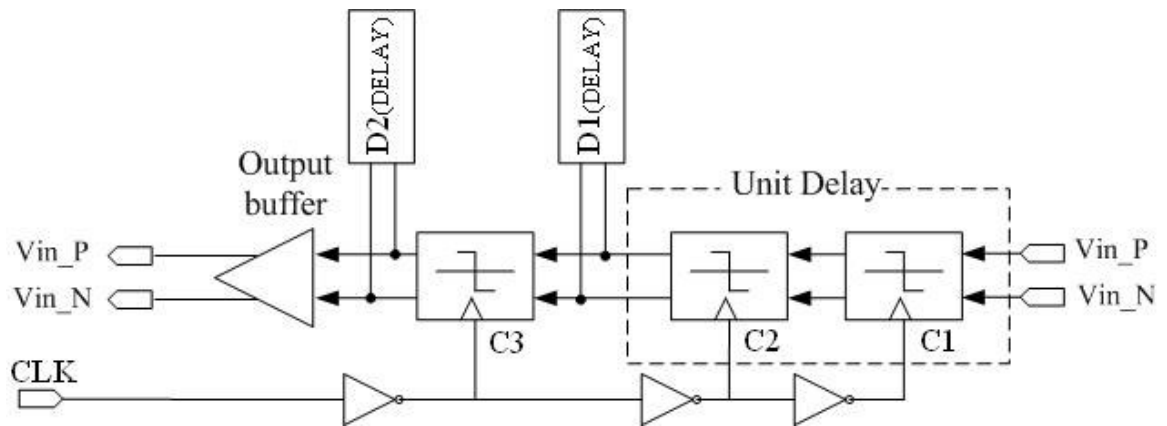 D2(DELAY)
D1(DELAY)
Output
buffer
Unit Delay
Vin_P
Vin_N
Vin_P
Vin_N
C3
C2
C1
CLK